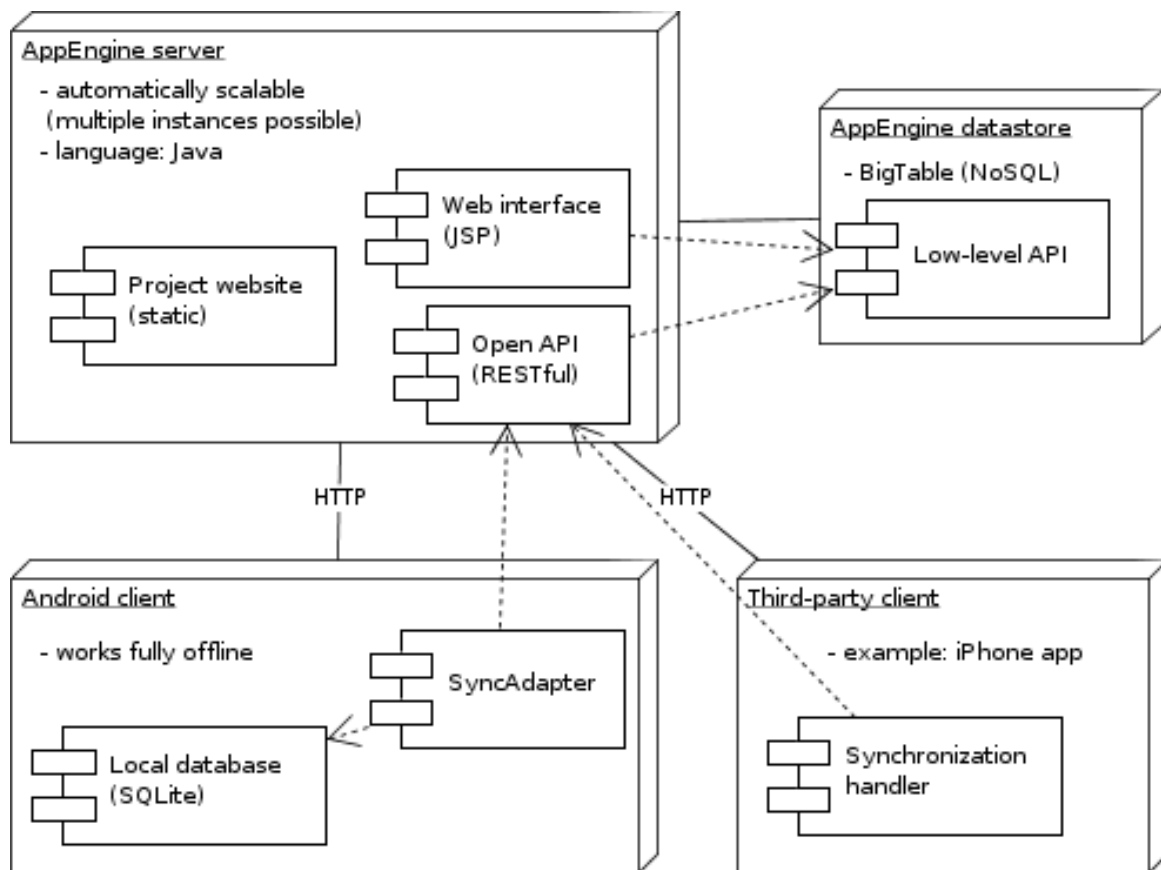 AppEngine server
- automatically scalable
(multiple instances possible)
- language: Java
Web interface
(JSP)
Project website
(static)
Open API
(RESTful)
AppEngine datastore
- BigTable (NoSQL)
Low-level API
HTTP
HTTP
Android client
- works fully offline
SyncAdapter
Local database
(SQLite)
Third-party client
- example: iPhone app
Synchronization
handler